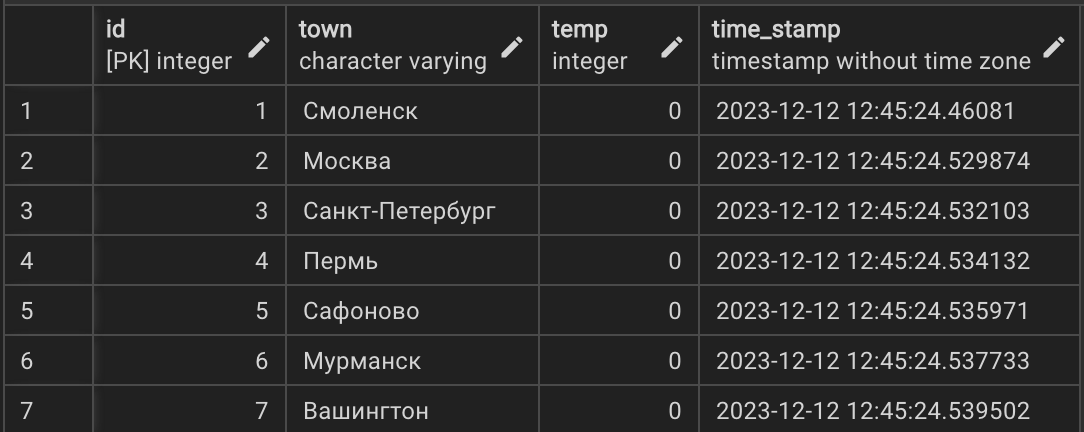 id town temp time_stamp
[PK] integer character varying integer timestamp without time zone
1 1 Смоленск 0 2023-12-12 12:45:24.46081
2 2 Москва 0 2023-12-12 12:45:24.529874
3 3 Санкт-Петербург 0 2023-12-12 12:45:24.532103
4 4 Пермь 0 2023-12-12 12:45:24.534132
5 5 Сафоново 0 2023-12-12 12:45:24.535971
6 6 Мурманск 0 2023-12-12 12:45:24.537733
7 7 Вашингтон 0 2023-12-12 12:45:24.539502